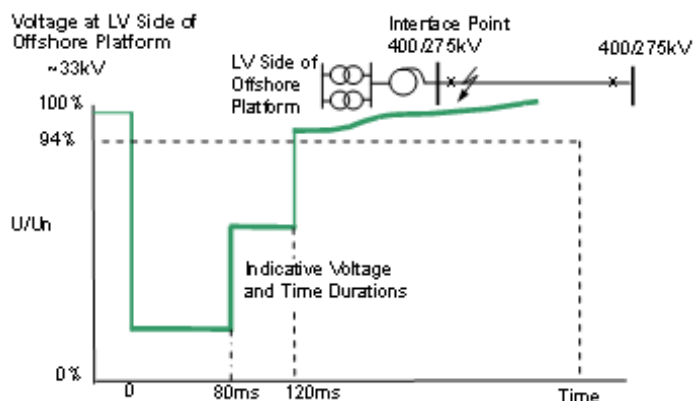 Voltage at LV Side of
Offshore Platform
~33kV
Interface Point
400/275kV
400/275kV
LV Side of
Offshore
Platform
100%
94%
U/Un
Indicative Voltage
and Time Durations
0%
0
80ms
120ms
Time